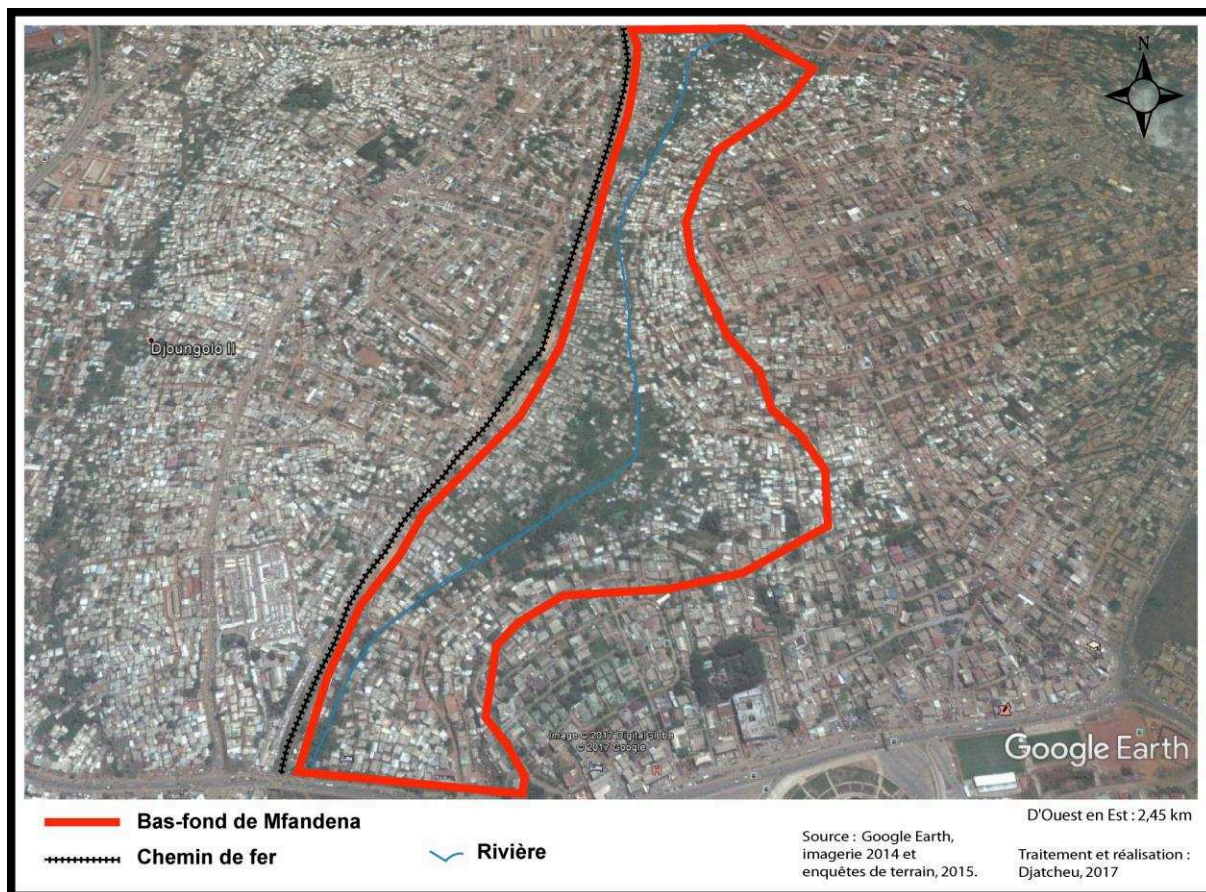 N
Djoungolo II
Image © 2017 DigitalGlobe
© 2017 Google
H
Google Earth
Bas-fond de Mfandena
Chemin de fer
Rivière
Source : Google Earth,
imagerie 2014 et
enquêtes de terrain, 2015.
D'Ouest en Est : 2,45 km
Traitement et réalisation :
Djatcheu, 2017